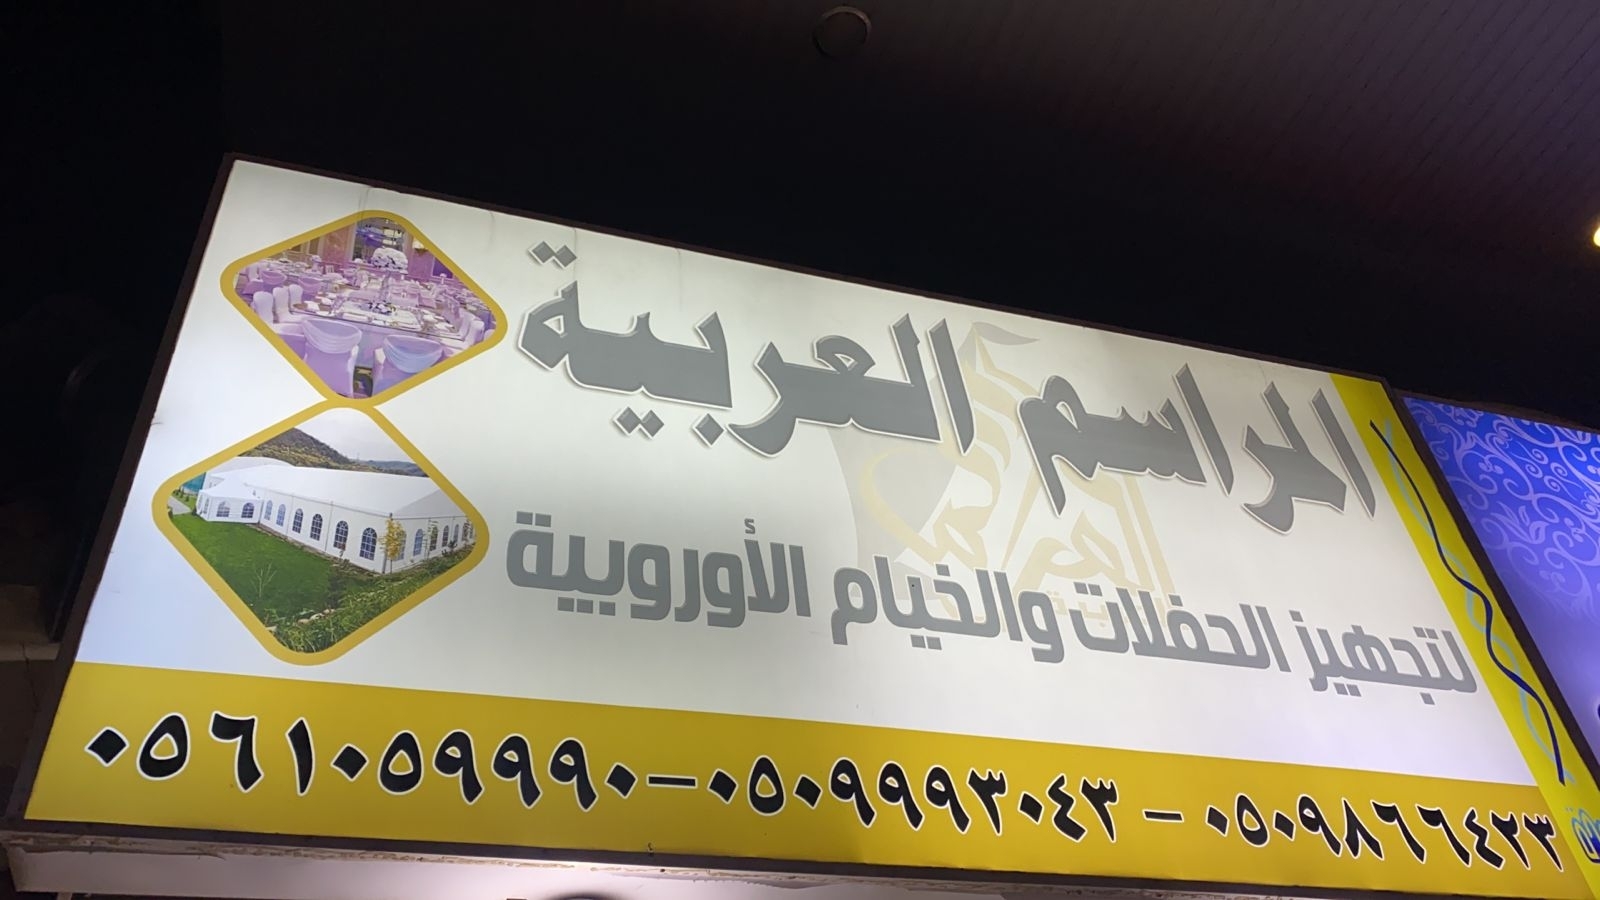 المراسم العربية
لتجهيز الحفلات والخيام الأوروبية
٠٥٦١٠٥٩٩٩٠ - ٠٥٠٩٩٩٣٠٤٣ - ٠٥٠٩٨٦٦٤٢٣